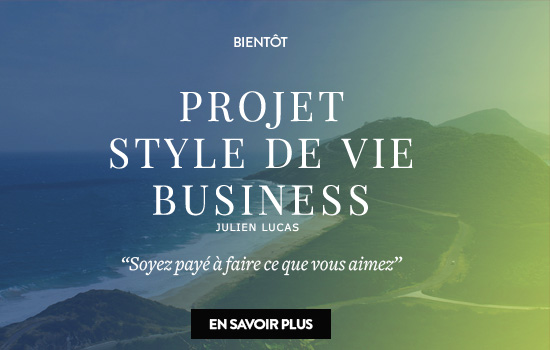 BIENTÔT
PROJET
STYLE DE VIE
BUSINESS
JULIEN LUCAS
“Soyez payé à faire ce que vous aimez”
EN SAVOIR PLUS